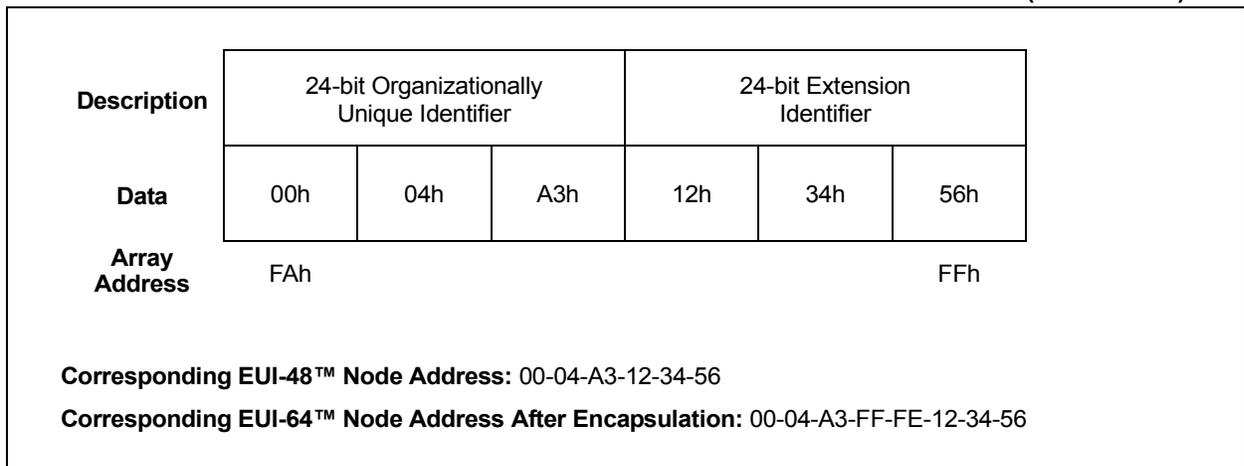 Description
24-bit Organizationally
Unique Identifier
24-bit Extension
Identifier
Data
00h
04h
A3h
12h
34h
56h
Array
Address
FAh
FFh
Corresponding EUI-48™ Node Address: 00-04-A3-12-34-56
Corresponding EUI-64™ Node Address After Encapsulation: 00-04-A3-FF-FE-12-34-56